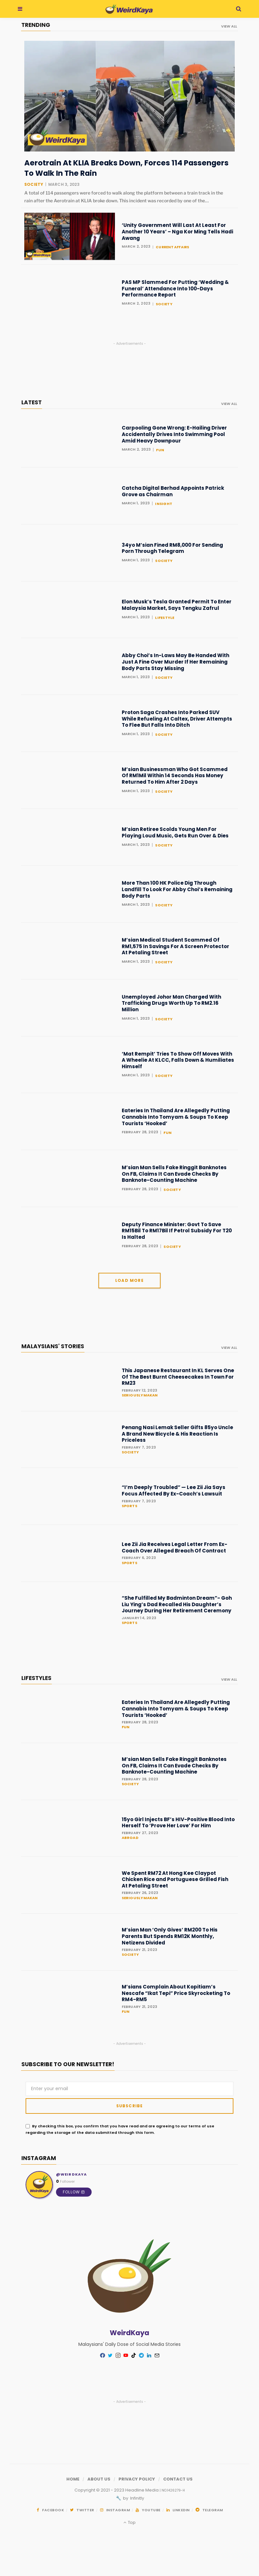 WeirdKaya
TRENDING
VIEW ALL
WeirdKaya
Aerotrain At KLIA Breaks Down, Forces 114 Passengers
To Walk In The Rain
SOCIETY | MARCH 3, 2023
A total of 114 passengers were forced to walk along the platform between a train track in the
rain after the Aerotrain at KLIA broke down. This incident was recorded by one of the...
WeirdKaya
'Unity Government Will Last At Least For
Another 10 Years' – Nga Kor Ming Tells Hadi
Awang
MARCH 2, 2023 | CURRENT AFFAIRS
PAS MP Slammed For Putting 'Wedding &
Funeral' Attendance Into 100-Days
Performance Report
MARCH 2, 2023 | SOCIETY
- Advertisements -
LATEST
VIEW ALL
Carpooling Gone Wrong: E-Hailing Driver
Accidentally Drives Into Swimming Pool
Amid Heavy Downpour
MARCH 2, 2023 | FUN
Catcha Digital Berhad Appoints Patrick
Grove as Chairman
MARCH 1, 2023
34yo M'sian Fined RM8,000 For Sending
Porn Through Telegram
MARCH 1, 2023 | SOCIETY
Elon Musk's Tesla Granted Permit To Enter
Malaysia Market, Says Tengku Zafrul
MARCH 1, 2023 | LIFESTYLE
Abby Choi's In-Laws May Be Handed With
Just A Fine Over Murder If Her Remaining
Body Parts Stay Missing
MARCH 1, 2023 | SOCIETY
Proton Saga Crashes Into Parked SUV
While Refueling At Caltex, Driver Attempts
To Flee But Falls Into Ditch
MARCH 1, 2023 | SOCIETY
M'sian Businessman Who Got Scammed
Of RM1Mil Within 14 Seconds Has Money
Returned To Him After 2 Days
MARCH 1, 2023 | SOCIETY
M'sian Retiree Scolds Young Men For
Playing Loud Music, Gets Run Over & Dies
MARCH 1, 2023 | SOCIETY
More Than 100 HK Police Dig Through
Landfill To Look For Abby Choi's Remaining
Body Parts
MARCH 1, 2023 | SOCIETY
M'sian Medical Student Scammed Of
RM1,575 In Savings For A Screen Protector
At Petaling Street
MARCH 1, 2023 | SOCIETY
Unemployed Johor Man Charged With
Trafficking Drugs Worth Up To RM2.16
Million
MARCH 1, 2023 | SOCIETY
'Mat Rempit' Tries To Show Off Moves With
A Wheelie At KLCC, Falls Down & Humiliates
Himself
MARCH 1, 2023 | SOCIETY
Eateries In Thailand Are Allegedly Putting
Cannabis Into Tomyam & Soups To Keep
Tourists 'Hooked'
FEBRUARY 28, 2023 | FUN
M'sian Man Sells Fake Ringgit Banknotes
On FB, Claims It Can Evade Checks By
Banknote-Counting Machine
FEBRUARY 28, 2023 | SOCIETY
Deputy Finance Minister: Govt To Save
RM15Bil To RM17Bil If Petrol Subsidy For T20
Is Halted
FEBRUARY 28, 2023 | SOCIETY
LOAD MORE
MALAYSIANS' STORIES
VIEW ALL
This Japanese Restaurant In KL Serves One
Of The Best Burnt Cheesecakes In Town For
RM23
FEBRUARY 12, 2023
Penang Nasi Lemak Seller Gifts 85yo Uncle
A Brand New Bicycle & His Reaction Is
Priceless
FEBRUARY 7, 2023
SOCIETY
"I'm Deeply Troubled" — Lee Zii Jia Says
Focus Affected By Ex-Coach's Lawsuit
FEBRUARY 7, 2023
SPORTS
Lee Zii Jia Receives Legal Letter From Ex-
Coach Over Alleged Breach Of Contract
FEBRUARY 6, 2023
SPORTS
"She Fulfilled My Badminton Dream"– Goh
Liu Ying's Dad Recalled His Daughter's
Journey During Her Retirement Ceremony
JANUARY 14, 2023
SPORTS
LIFESTYLES
VIEW ALL
Eateries In Thailand Are Allegedly Putting
Cannabis Into Tomyam & Soups To Keep
Tourists 'Hooked'
FEBRUARY 28, 2023
FUN
M'sian Man Sells Fake Ringgit Banknotes
On FB, Claims It Can Evade Checks By
Banknote-Counting Machine
FEBRUARY 28, 2023
SOCIETY
15yo Girl Injects BF's HIV-Positive Blood Into
Herself To 'Prove Her Love' For Him
FEBRUARY 27, 2023
ABROAD
We Spent RM72 At Hong Kee Claypot
Chicken Rice and Portuguese Grilled Fish
At Petaling Street
FEBRUARY 26, 2023
M'sian Man 'Only Gives' RM200 To His
Parents But Spends RM12K Monthly,
Netizens Divided
FEBRUARY 21, 2023
SOCIETY
M'sians Complain About Kopitiam's
Nescafe "Ikat Tepi" Price Skyrocketing To
RM4-RM5
FEBRUARY 21, 2023
FUN
- Advertisements -
SUBSCRIBE TO OUR NEWSLETTER!
Enter your email
SUBSCRIBE
By checking this box, you confirm that you have read and are agreeing to our terms of use
regarding the storage of the data submitted through this form.
INSTAGRAM
WeirdKaya
@WEIRDKAYA
0 Followers
FOLLOW
WeirdKaya
Malaysians' Daily Dose of Social Media Stories
- Advertisements -
HOME / ABOUT US / PRIVACY POLICY / CONTACT US
Copyright © 2021 - 2023 Headline Media
by Infinilly
FACEBOOK / TWITTER / INSTAGRAM / YOUTUBE / LINKEDIN / TELEGRAM
Top